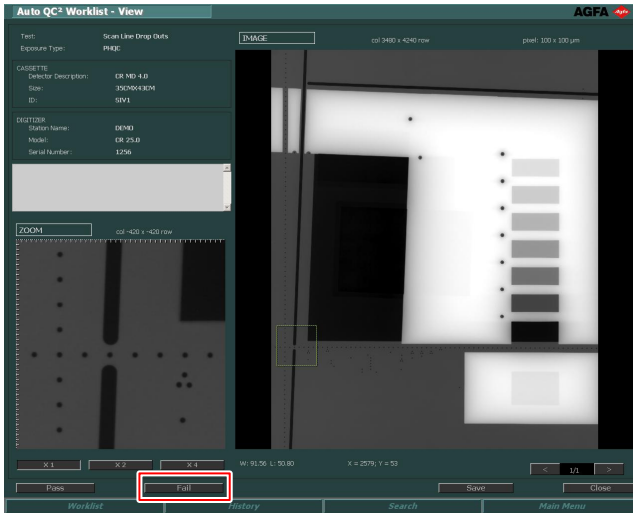 Auto QC² Worklist - View
AGFA Agfa
Test: Scan Line Drop Outs
Exposure Type: PHQC
CASSETTE
Detector Description: CR MD 4.0
Size: 35CMX43CM
ID: SIV1
DIGITIZER
Station Name: DEMO
Model: CR 25.0
Serial Number: 1256
IMAGE col 3480 x 4240 row pixel: 100 x 100 µm
ZOOM col -420 x -420 row
X 1 X 2 X 4
W: 91.56 L: 50.80 X = 2579; Y = 53
< 1/1 >
Pass Fail Save Close
Worklist History Search Main Menu